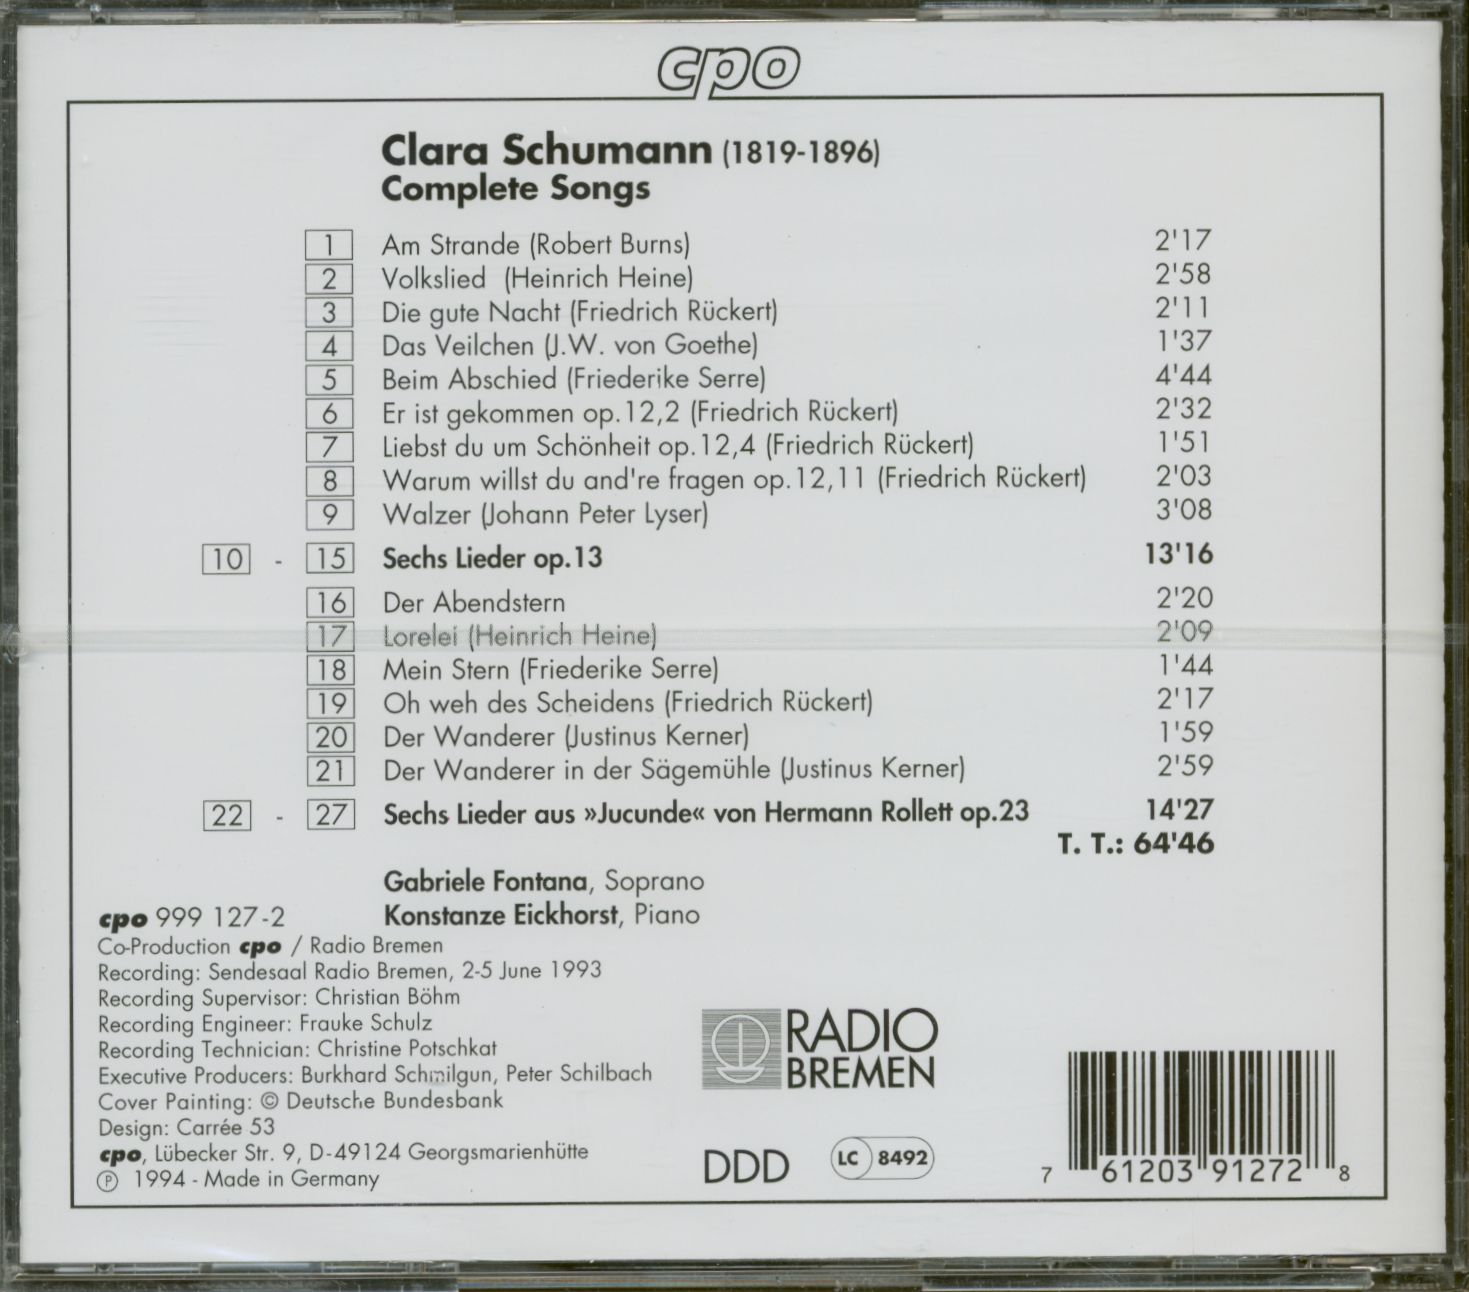 cpo
Clara Schumann (1819-1896)
Complete Songs
1 Am Strande (Robert Burns) 2'17
2 Volkslied (Heinrich Heine) 2'58
3 Die gute Nacht (Friedrich Rückert) 2'11
4 Das Veilchen (J.W. von Goethe) 1'37
5 Beim Abschied (Friederike Serre) 4'44
6 Er ist gekommen op.12,2 (Friedrich Rückert) 2'32
7 Liebst du um Schönheit op.12,4 (Friedrich Rückert) 1'51
8 Warum willst du and're fragen op.12,11 (Friedrich Rückert) 2'03
9 Walzer (Johann Peter Lyser) 3'08
10 - 15 Sechs Lieder op.13 13'16
16 Der Abendstern 2'20
17 Lorelei (Heinrich Heine) 2'09
18 Mein Stern (Friederike Serre) 1'44
19 Oh weh des Scheidens (Friedrich Rückert) 2'17
20 Der Wanderer (Justinus Kerner) 1'59
21 Der Wanderer in der Sägemühle (Justinus Kerner) 2'59
22 - 27 Sechs Lieder aus »Jucunde« von Hermann Rollett op.23 14'27
T. T.: 64'46
Gabriele Fontana, Soprano
Konstanze Eickhorst, Piano
cpo 999 127-2
Co-Production cpo / Radio Bremen
Recording: Sendesaal Radio Bremen, 2-5 June 1993
Recording Supervisor: Christian Böhm
Recording Engineer: Frauke Schulz
Recording Technician: Christine Potschkat
Executive Producers: Burkhard Schmilgun, Peter Schilbach
Cover Painting: © Deutsche Bundesbank
Design: Carrée 53
cpo, Lübecker Str. 9, D-49124 Georgsmarienhütte
℗ 1994 - Made in Germany
RADIO
BREMEN
DDD
LC 8492
7 61203 91272 8